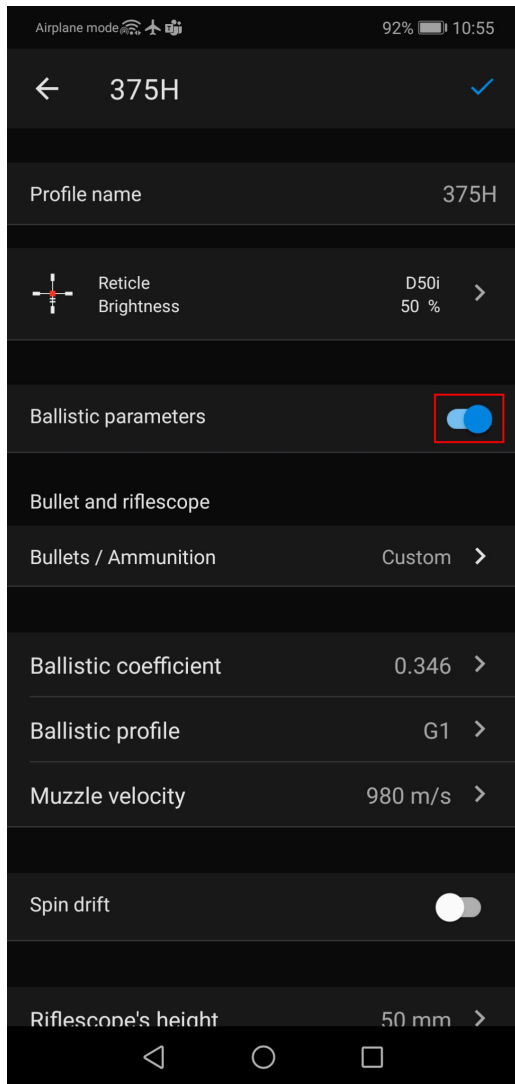 Airplane mode 92% 10:55
375H
Profile name 375H
Reticle D50i
Brightness 50 %
Ballistic parameters
Bullet and riflescope
Bullets / Ammunition Custom
Ballistic coefficient 0.346
Ballistic profile G1
Muzzle velocity 980 m/s
Spin drift
Riflescope's height 50 mm